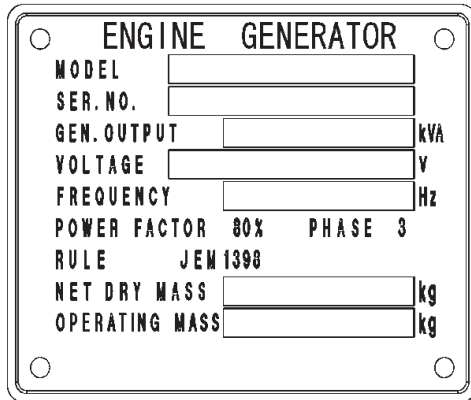 ENGINE GENERATOR
MODEL
SER.NO.
GEN.OUTPUT kVA
VOLTAGE V
FREQUENCY Hz
POWER FACTOR 80% PHASE 3
RULE JEM1398
NET DRY MASS kg
OPERATING MASS kg